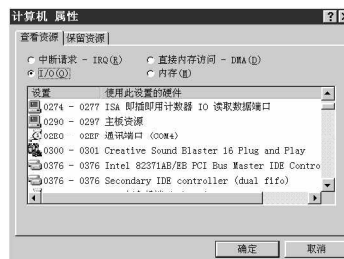 计算机 属性
查看资源 保留资源
中断请求 - IRQ(R) 直接内存访问 - DMA(D)
I/O(O) 内存(M)
设置 使用此设置的硬件
0274 - 0277 ISA 即插即用计数器 IO 读取数据端口
0290 - 0297 主板资源
02E0 - 02EF 通讯端口 (COM4)
0300 - 0301 Creative Sound Blaster 16 Plug and Play
0376 - 0376 Intel 82371AB/EB PCI Bus Master IDE Contro
0376 - 0376 Secondary IDE controller (dual fifo)
确定 取消